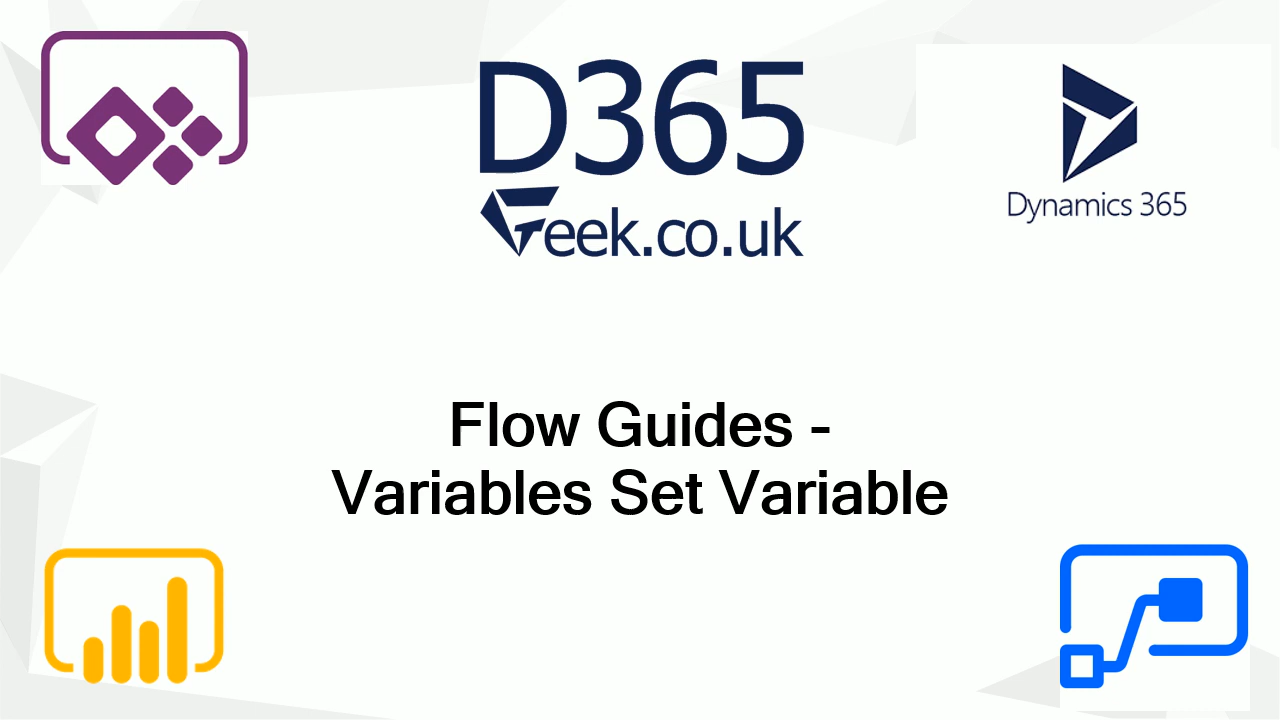 D365
Geek.co.uk
Dynamics 365
Flow Guides -
Variables Set Variable